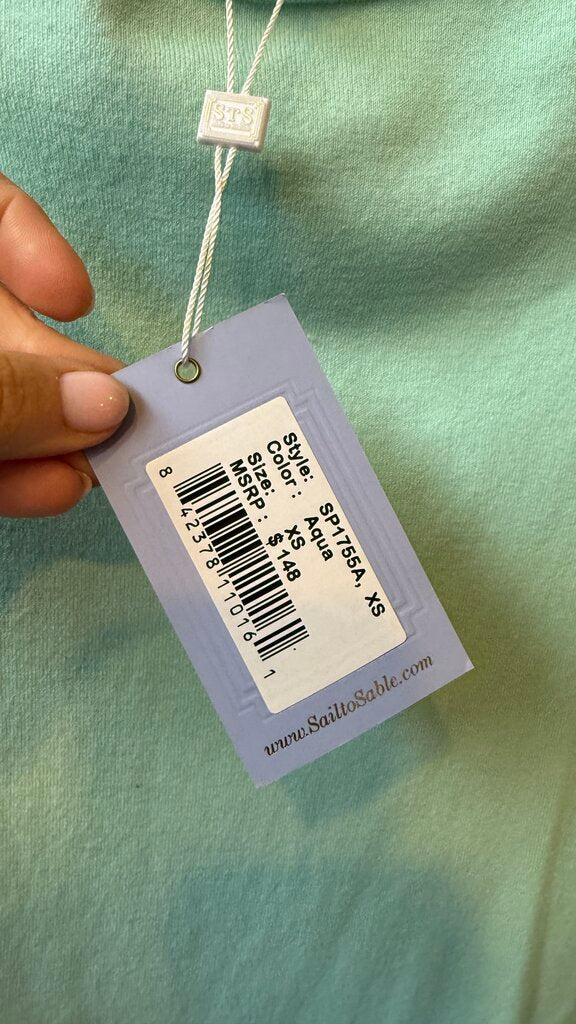 STS
Style: SP1755A, XS
Color : Aqua
Size: XS
MSRP : $ 148
8 42378 11016 1
www.SailtoSable.com